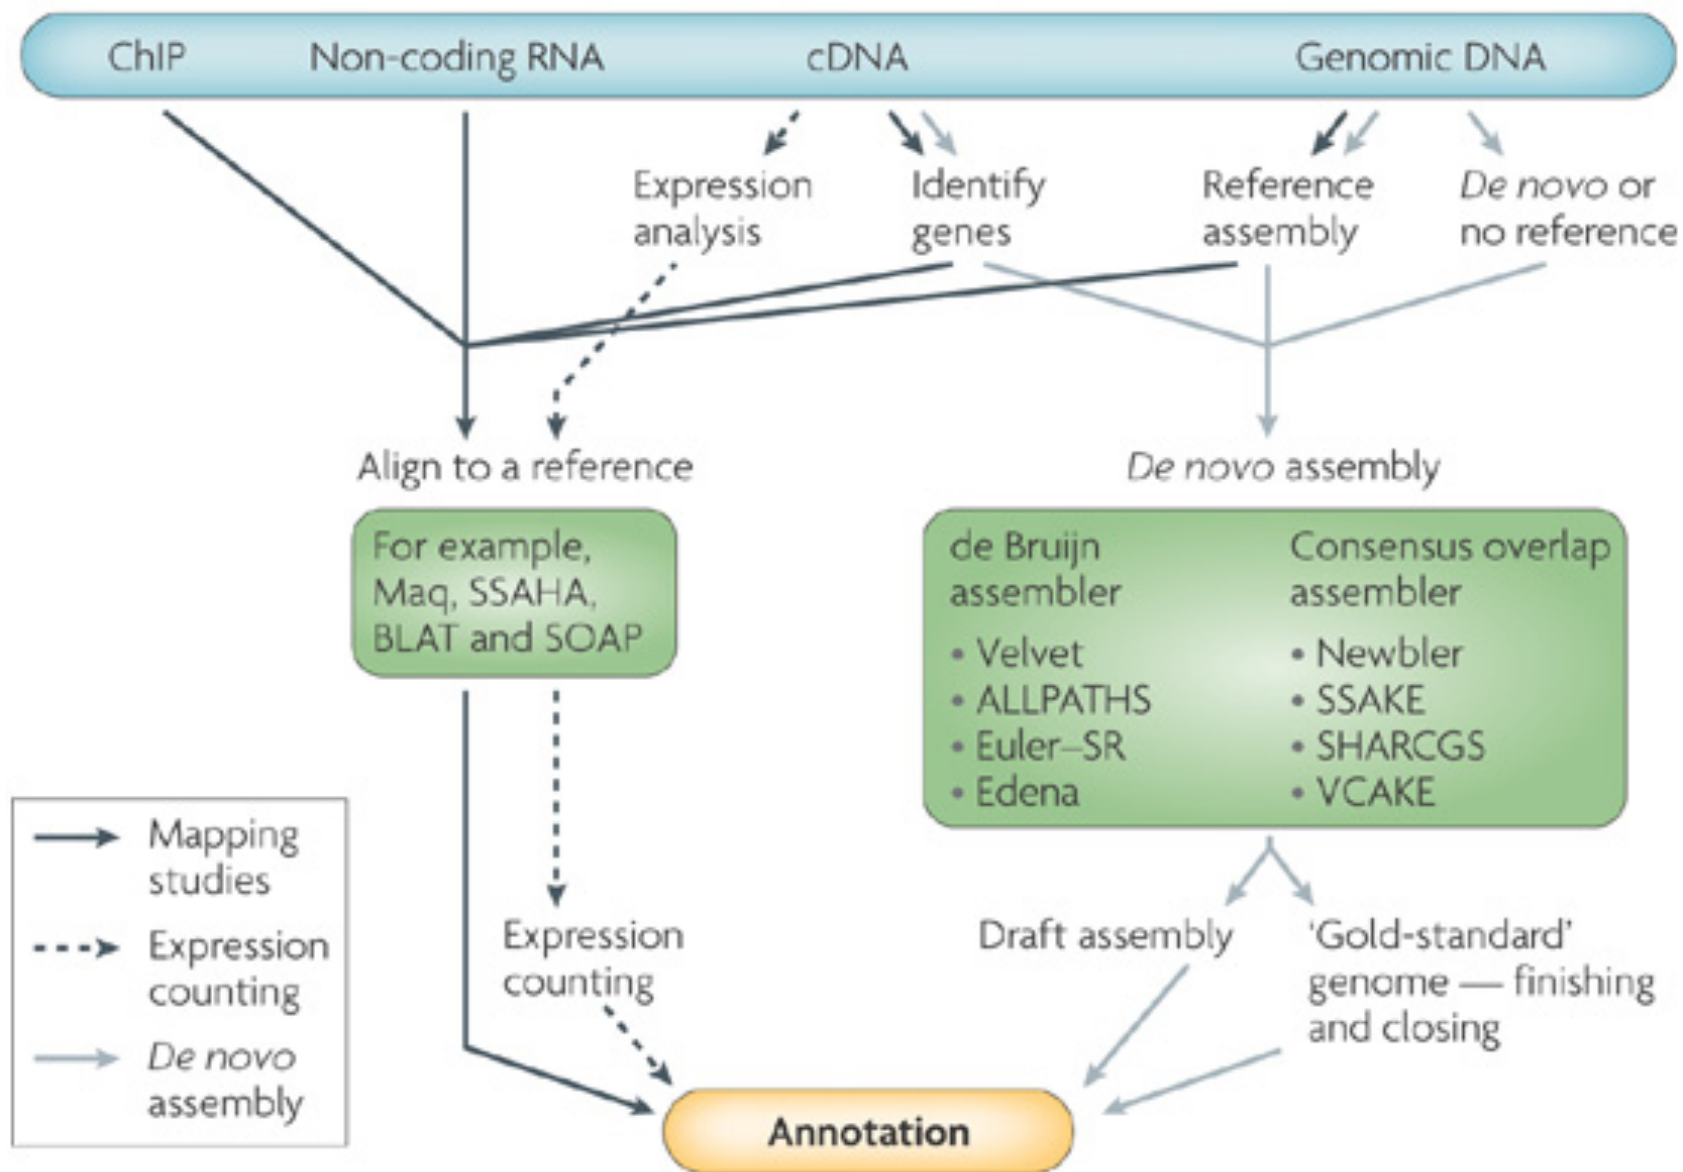 ChIP Non-coding RNA cDNA Genomic DNA
Expression
analysis
Identify
genes
Reference
assembly
De novo or
no reference
Align to a reference
For example,
Maq, SSAHA,
BLAT and SOAP
De novo assembly
de Bruijn
assembler
• Velvet
• ALLPATHS
• Euler–SR
• Edena
Consensus overlap
assembler
• Newbler
• SSAKE
• SHARCGS
• VCAKE
Mapping
studies
Expression
counting
De novo
assembly
Expression
counting
Draft assembly
'Gold-standard'
genome — finishing
and closing
Annotation